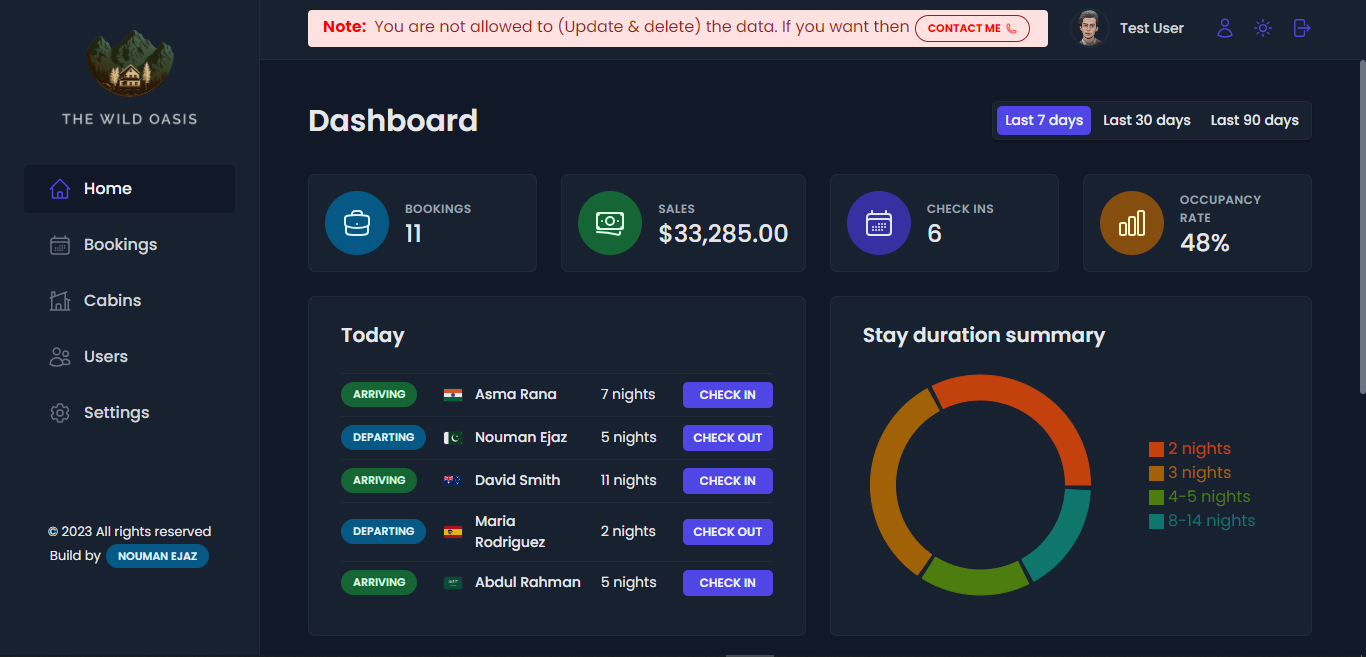 THE WILD OASIS
Home
Bookings
Cabins
Users
Settings
© 2023 All rights reserved
Build by NOUMAN EJAZ
Note: You are not allowed to (Update & delete) the data. If you want then CONTACT ME
Test User
Dashboard
Last 7 days Last 30 days Last 90 days
BOOKINGS
11
SALES
$33,285.00
CHECK INS
6
OCCUPANCY
RATE
48%
Today
ARRIVING Asma Rana 7 nights CHECK IN
DEPARTING Nouman Ejaz 5 nights CHECK OUT
ARRIVING David Smith 11 nights CHECK IN
DEPARTING Maria Rodriguez 2 nights CHECK OUT
ARRIVING Abdul Rahman 5 nights CHECK IN
Stay duration summary
2 nights
3 nights
4-5 nights
8-14 nights